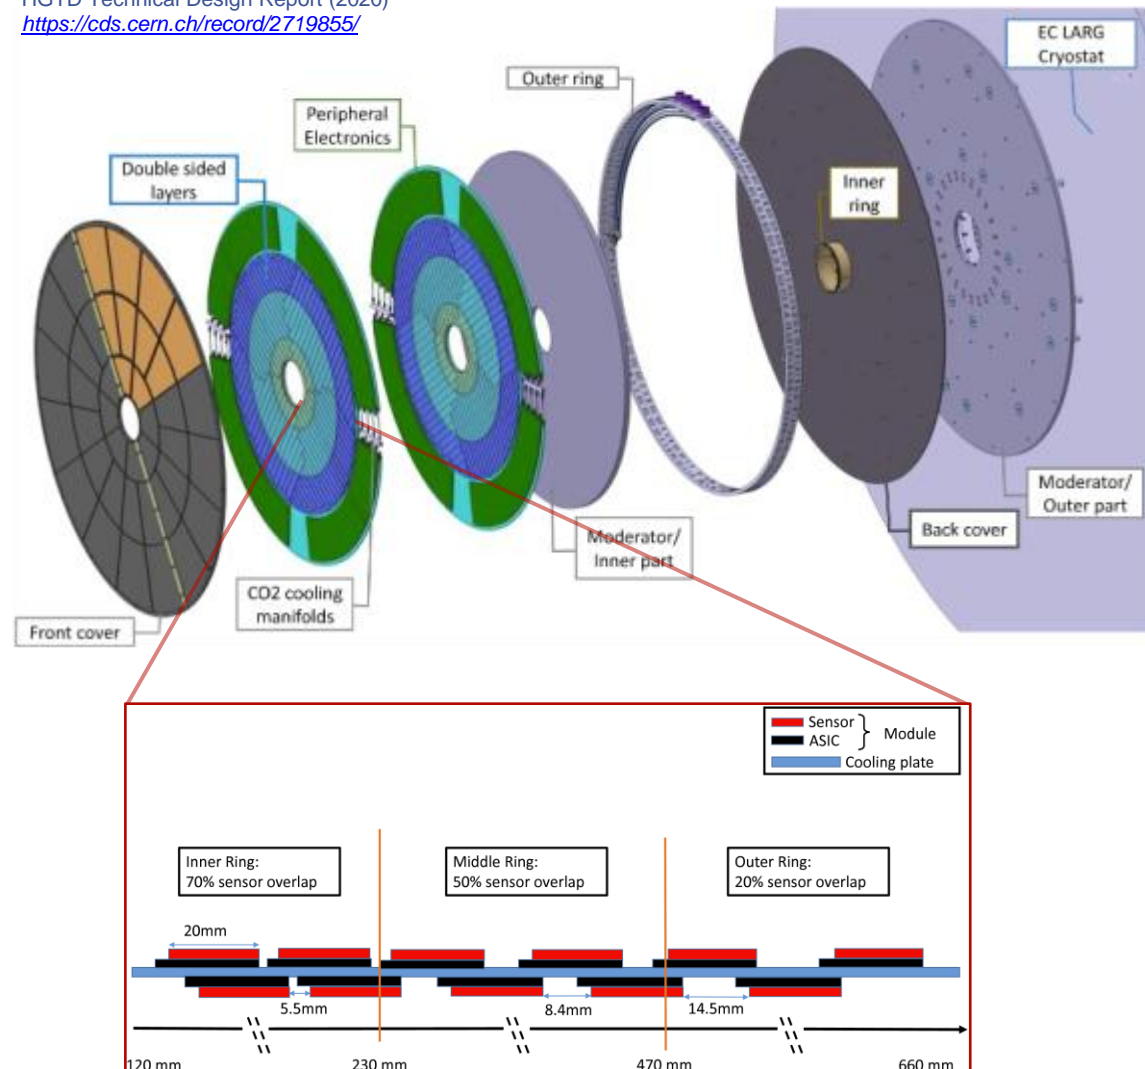 HGTD Technical Design Report (2020)
https://cds.cern.ch/record/2719855/
EC LARG
Cryostat
Outer ring
Peripheral
Electronics
Double sided
layers
Inner
ring
Moderator/
Outer part
Back cover
Moderator/
Inner part
CO2 cooling
manifolds
Front cover
Sensor
ASIC
Module
Cooling plate
Inner Ring:
70% sensor overlap
Middle Ring:
50% sensor overlap
Outer Ring:
20% sensor overlap
20mm
5.5mm
8.4mm
14.5mm
120 mm
230 mm
470 mm
660 mm